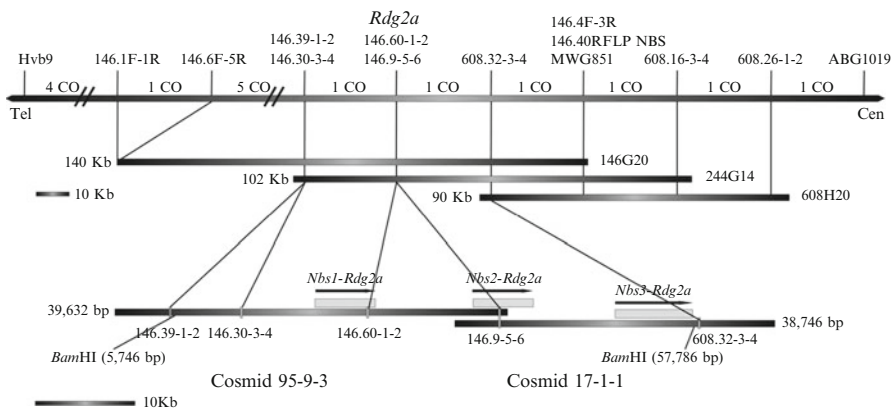 Rdg2a
146.4F-3R
146.39-1-2 146.60-1-2 146.40RFLP NBS
Hvb9 146.1F-1R 146.6F-5R 146.30-3-4 146.9-5-6 608.32-3-4 MWG851 608.16-3-4 608.26-1-2 ABG1019
4 CO 1 CO 5 CO 1 CO 1 CO 1 CO 1 CO 1 CO 1 CO
Tel Cen
140 Kb 146G20
102 Kb 244G14
10 Kb 90 Kb 608H20
Nbs1-Rdg2a Nbs2-Rdg2a Nbs3-Rdg2a
39,632 bp 38,746 bp
146.39-1-2 146.30-3-4 146.60-1-2 146.9-5-6 608.32-3-4
BamHI (5,746 bp) BamHI (57,786 bp)
Cosmid 95-9-3 Cosmid 17-1-1
10Kb